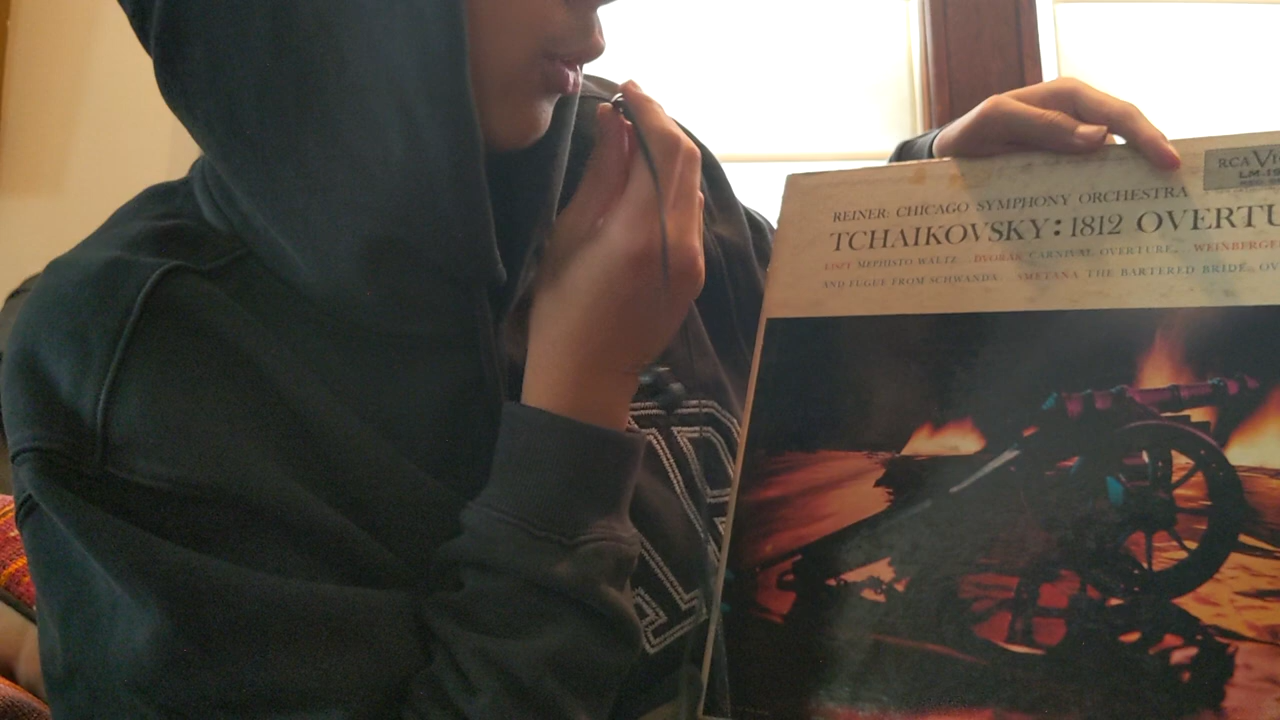 RCA Vi
LM-19
REINER: CHICAGO SYMPHONY ORCHESTRA
TCHAIKOVSKY: 1812 OVERTU
LISZT MEPHISTO WALTZ. DVORAK CARNIVAL OVERTURE. WEINBERGE
AND FUGUE FROM SCHWANDA. SMETANA THE BARTERED BRIDE, OV